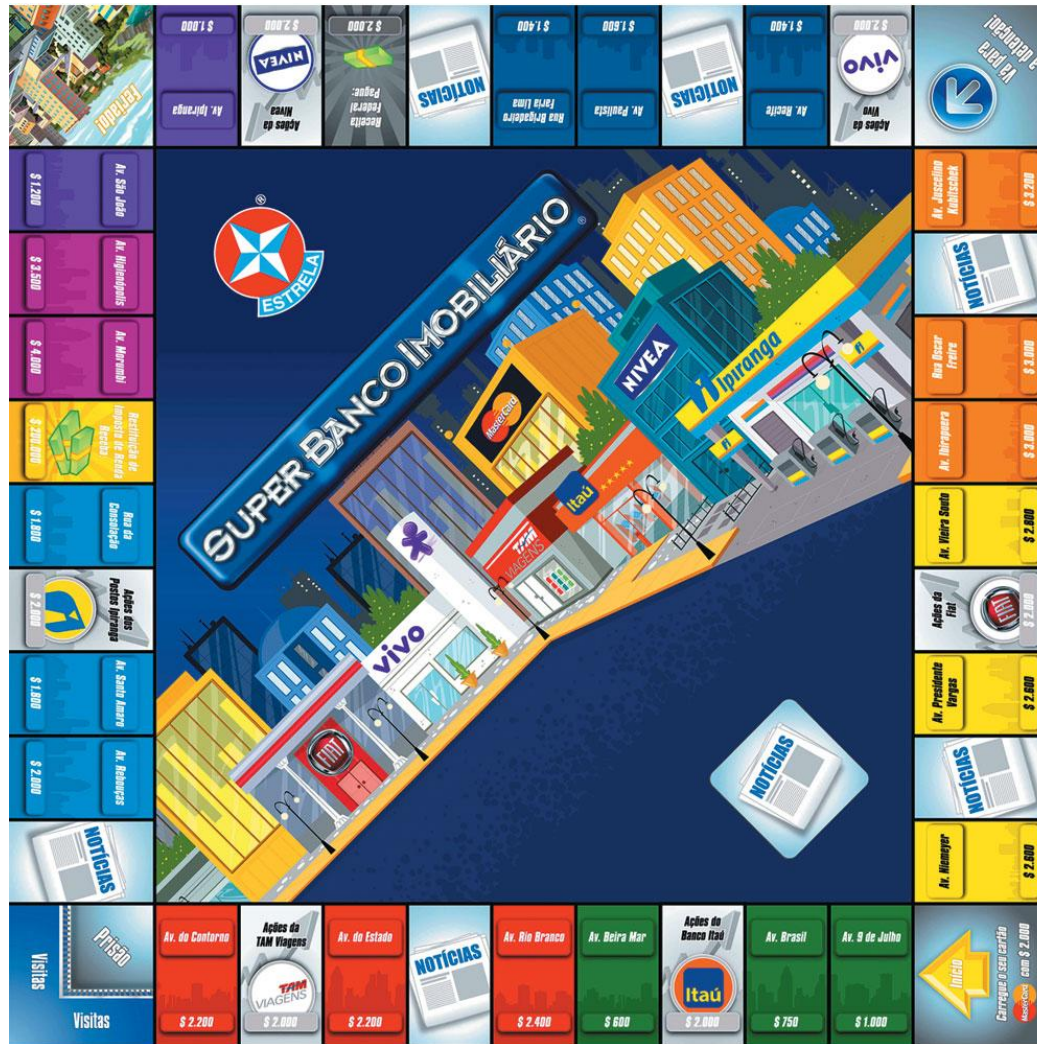 Feriado!
Av. Ipiranga
$ 1.000
Ações da
Nivea
NIVEA
$ 2.000
Receita
Federal
Pague:
$ 2.000
NOTÍCIAS
Rua Brigadeiro
Faria Lima
$ 1.400
Av. Paulista
$ 1.600
NOTÍCIAS
Av. Recife
$ 1.400
Ações da
Vivo
vivo
$ 2.000
Vá para
a detenção!
Av. São João
$ 1.200
Av. Higienópolis
$ 3.500
Av. Morumbi
$ 4.000
Restituição de
Imposto de Renda
Receba
$ 200.000
Rua da
Consolação
$ 1.800
Ações dos
Postos Ipiranga
$ 2.000
Av. Santo Amaro
$ 1.800
Av. Rebouças
$ 2.000
NOTÍCIAS
ESTRELA
®
SUPER BANCO IMOBILIÁRIO
®
MasterCard
NIVEA
Ipiranga
Itaú
TAM
VIAGENS
vivo
FIAT
NOTÍCIAS
Av. Juscelino
Kubitschek
$ 3.200
NOTÍCIAS
Rua Oscar
Freire
$ 3.000
Av. Ibirapuera
$ 3.000
Av. Vieira Souto
$ 2.800
Ações da
Fiat
FIAT
$ 2.000
Av. Presidente
Vargas
$ 2.600
NOTÍCIAS
Av. Niemeyer
$ 2.600
Prisão
Visitas
Visitas
Av. do Contorno
$ 2.200
Ações da
TAM Viagens
TAM
VIAGENS
$ 2.000
Av. do Estado
$ 2.200
NOTÍCIAS
Av. Rio Branco
$ 2.400
Av. Beira Mar
$ 600
Ações do
Banco Itaú
Itaú
$ 2.000
Av. Brasil
$ 750
Av. 9 de Julho
$ 1.000
Início
Carregue o seu cartão
MasterCard com $ 2.000